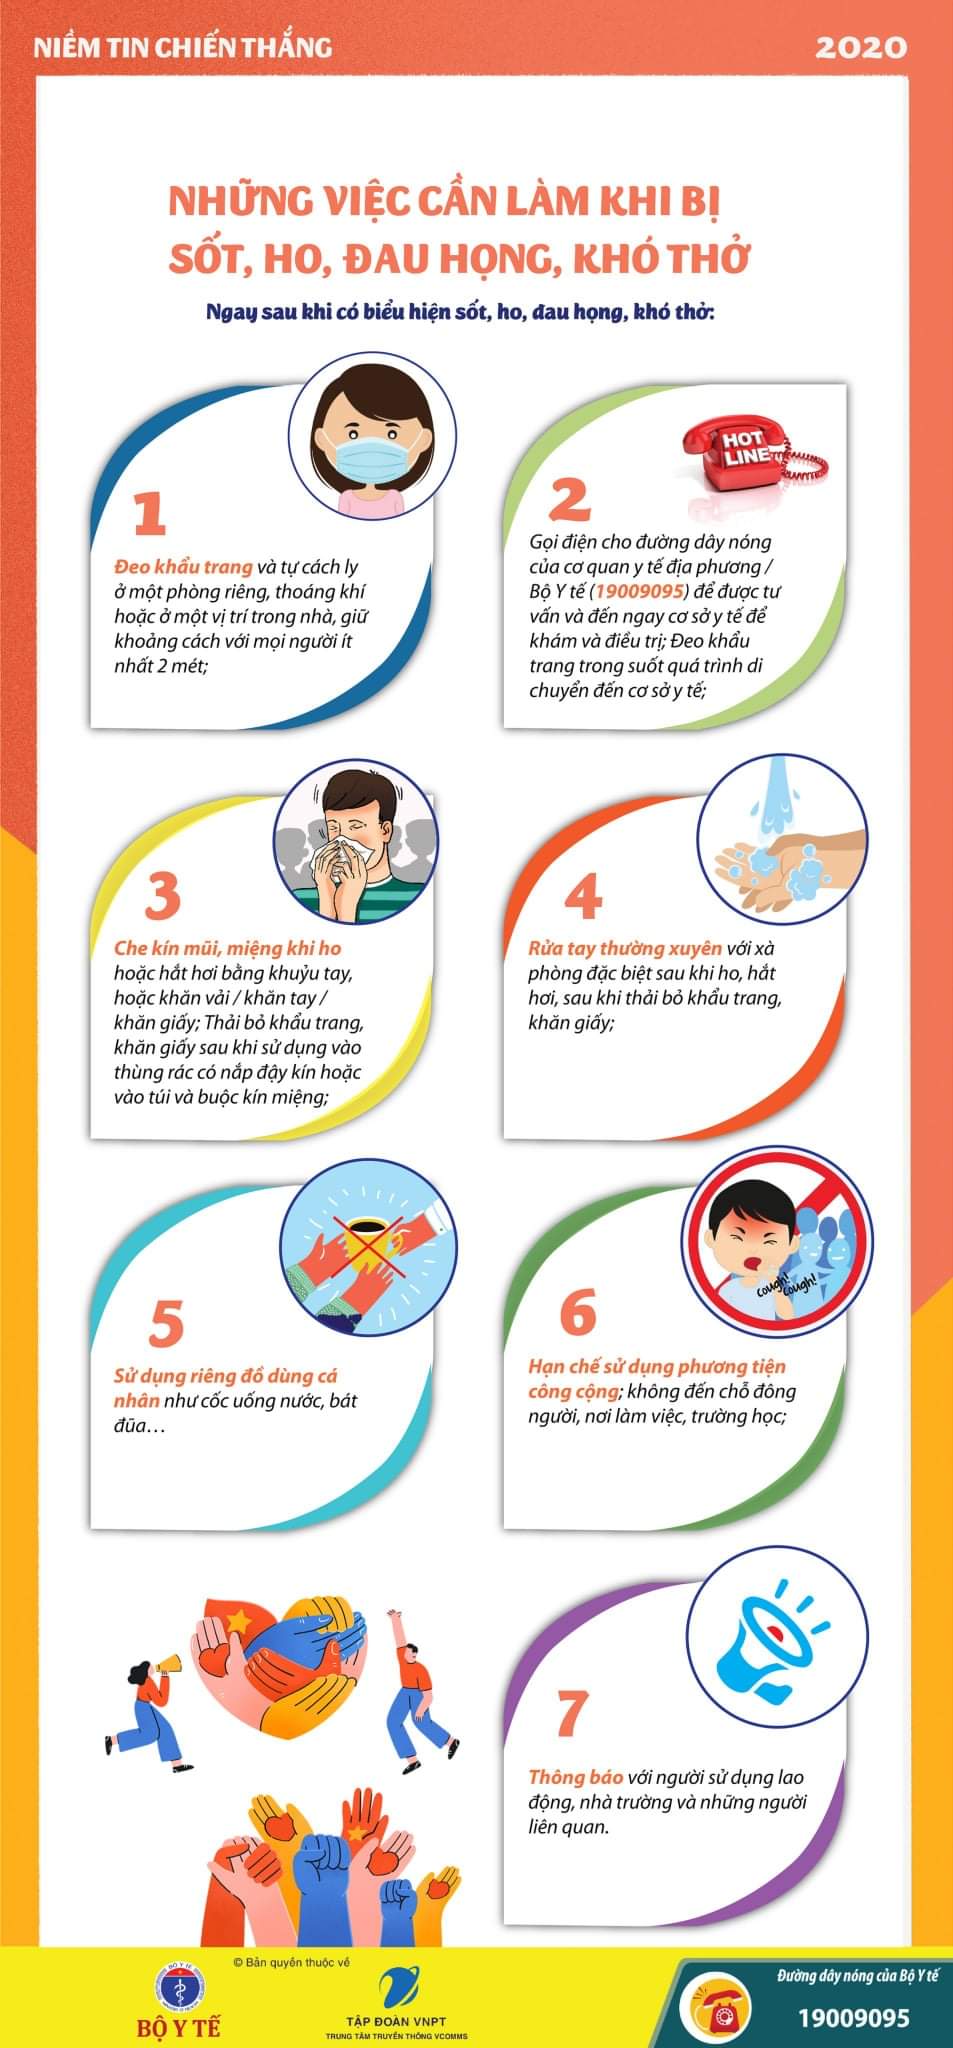 NIỀM TIN CHIẾN THẮNG
2020
NHỮNG VIỆC CẦN LÀM KHI BỊ
SỐT, HO, ĐAU HỌNG, KHÓ THỞ
Ngay sau khi có biểu hiện sốt, ho, đau họng, khó thở:
1
Đeo khẩu trang và tự cách ly
ở một phòng riêng, thoáng khí
hoặc ở một vị trí trong nhà, giữ
khoảng cách với mọi người ít
nhất 2 mét;
HOT
LINE
2
Gọi điện cho đường dây nóng
của cơ quan y tế địa phương /
Bộ Y tế (19009095) để được tư
vấn và đến ngay cơ sở y tế để
khám và điều trị; Đeo khẩu
trang trong suốt quá trình di
chuyển đến cơ sở y tế;
3
Che kín mũi, miệng khi ho
hoặc hắt hơi bằng khuỷu tay,
hoặc khăn vải / khăn tay /
khăn giấy; Thải bỏ khẩu trang,
khăn giấy sau khi sử dụng vào
thùng rác có nắp đậy kín hoặc
vào túi và buộc kín miệng;
4
Rửa tay thường xuyên với xà
phòng đặc biệt sau khi ho, hắt
hơi, sau khi thải bỏ khẩu trang,
khăn giấy;
5
Sử dụng riêng đồ dùng cá
nhân như cốc uống nước, bát
đũa...
cough!
cough!
6
Hạn chế sử dụng phương tiện
công cộng; không đến chỗ đông
người, nơi làm việc, trường học;
7
Thông báo với người sử dụng lao
động, nhà trường và những người
liên quan.
© Bản quyền thuộc về
BỘ Y TẾ
BỘ Y TẾ
TẬP ĐOÀN VNPT
TRUNG TÂM TRUYỀN THÔNG VCOMMS
Đường dây nóng của Bộ Y tế
19009095